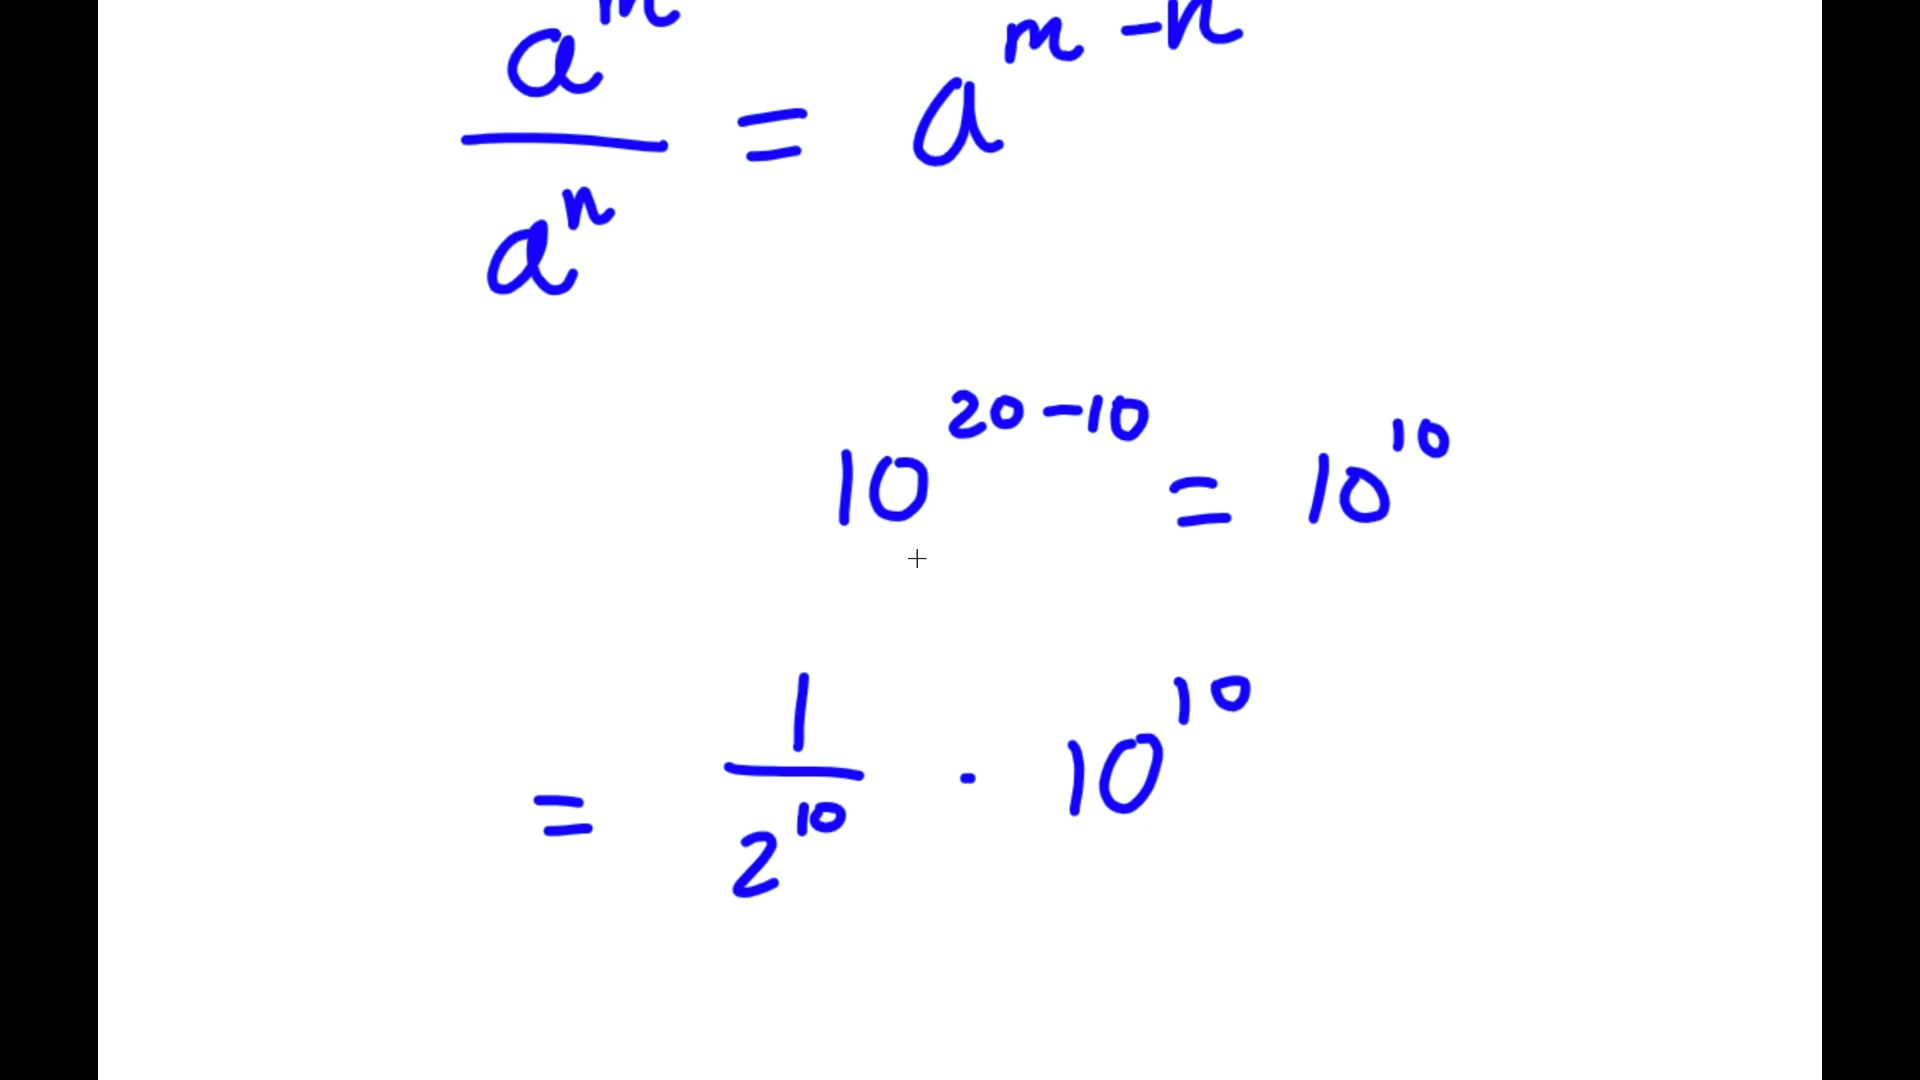 a^m / a^n = a^(m-n)
10^(20-10) = 10^10
= 1 / 2^10 · 10^10